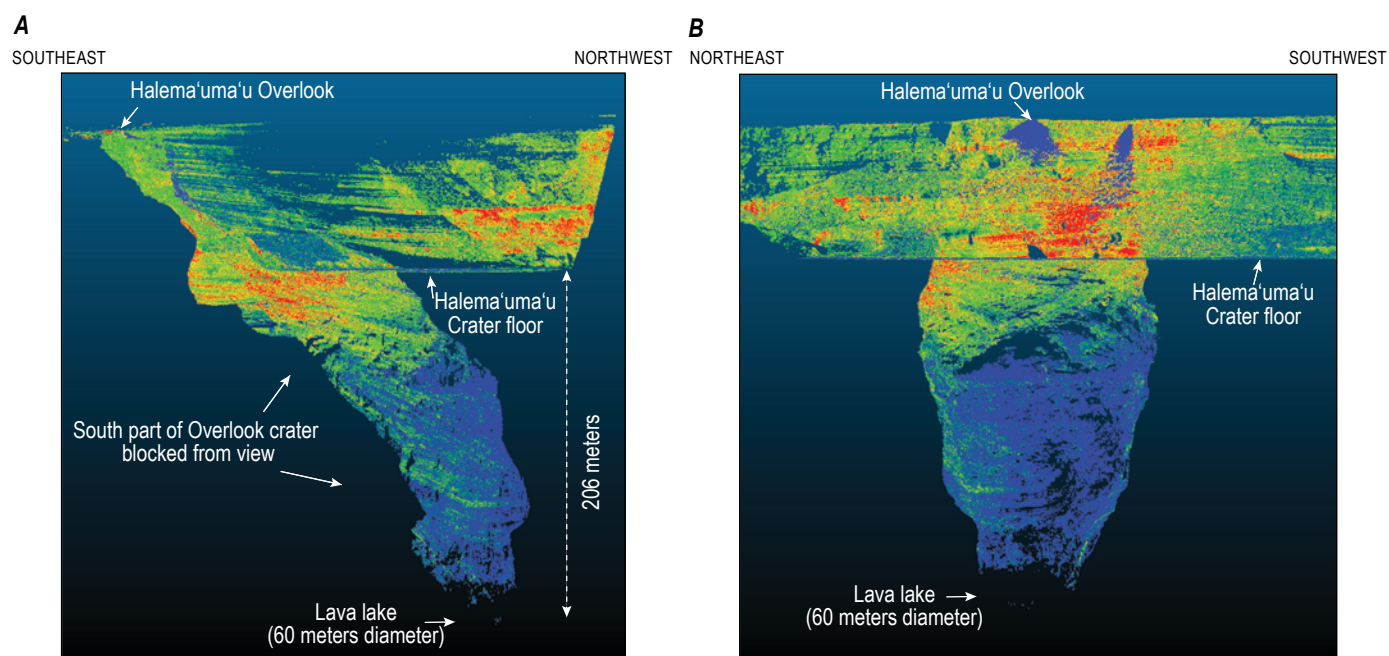 A
SOUTHEAST
NORTHWEST
Halemaʻumaʻu Overlook
Halemaʻumaʻu
Crater floor
South part of Overlook crater
blocked from view
206 meters
Lava lake
(60 meters diameter)
B
NORTHEAST
SOUTHWEST
Halemaʻumaʻu Overlook
Halemaʻumaʻu
Crater floor
Lava lake
(60 meters diameter)